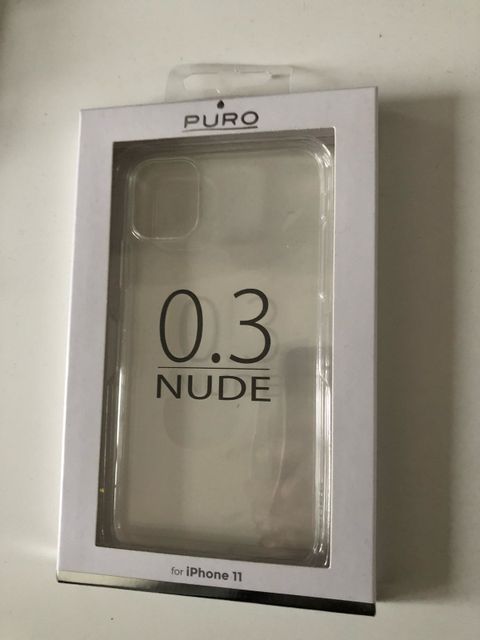 PURO
0.3
NUDE
for iPhone 11